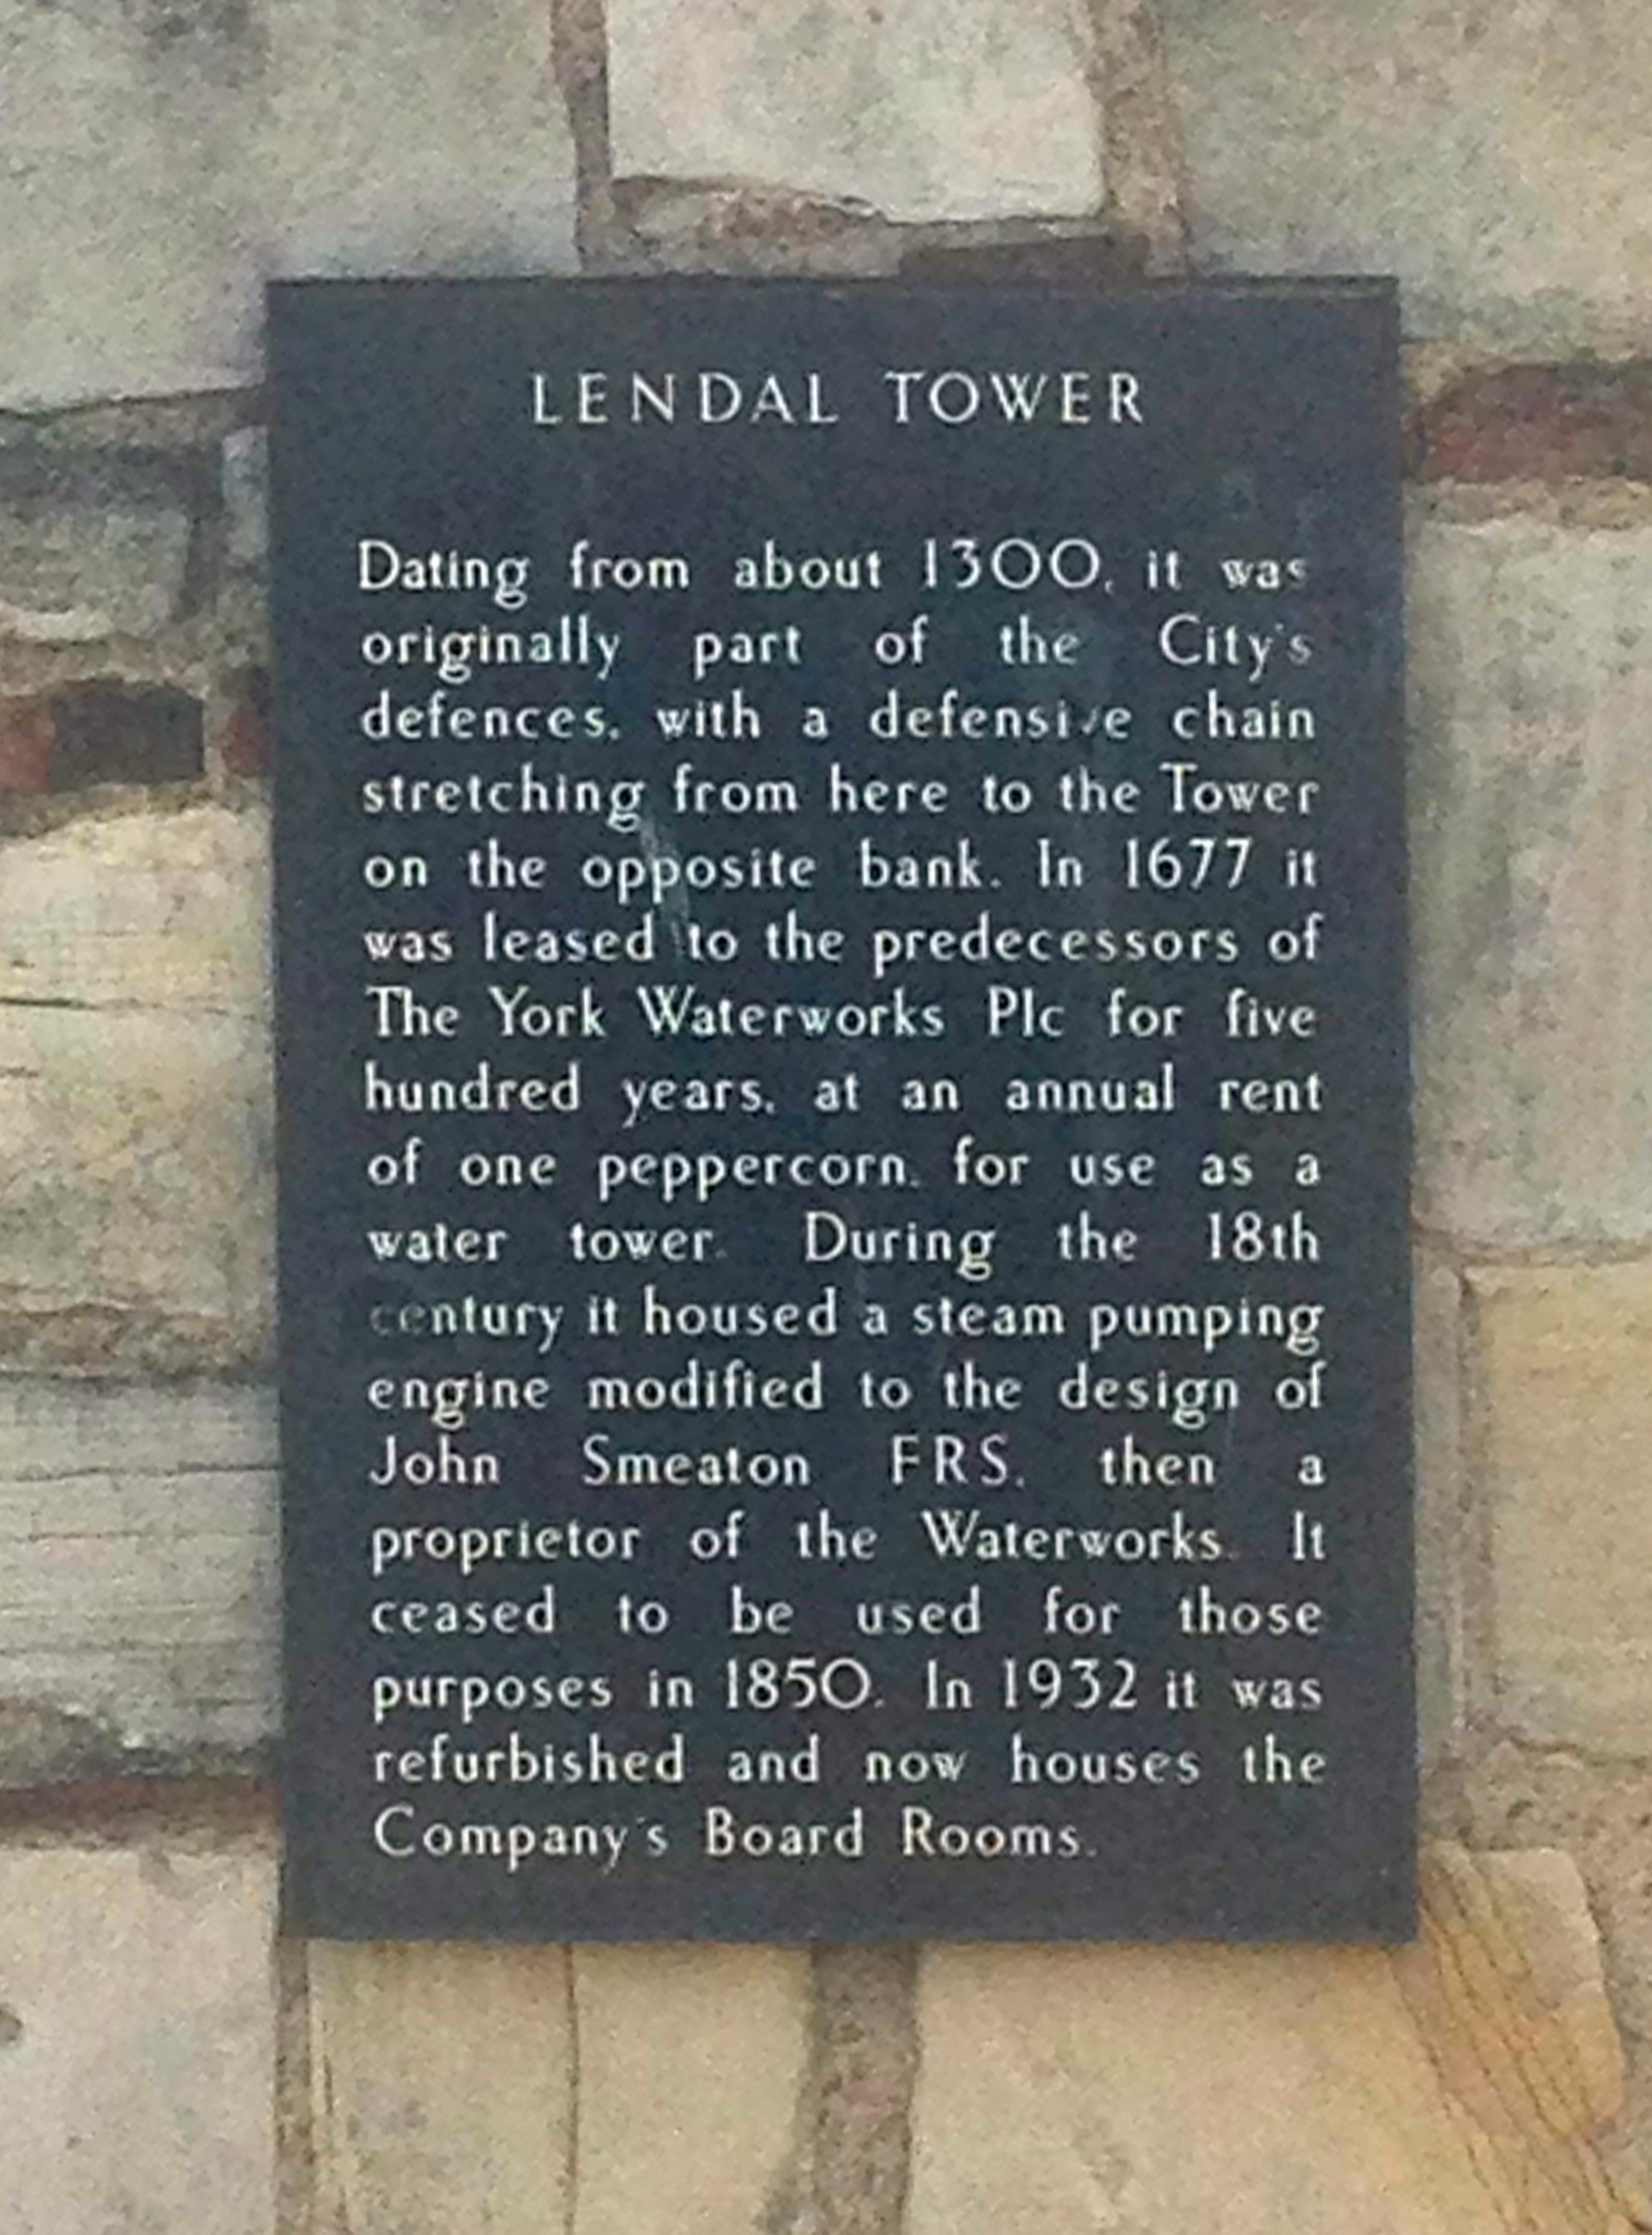 LENDAL TOWER
Dating from about 1300, it was
originally part of the City's
defences, with a defensive chain
stretching from here to the Tower
on the opposite bank. In 1677 it
was leased to the predecessors of
The York Waterworks Plc for five
hundred years, at an annual rent
of one peppercorn, for use as a
water tower. During the 18th
century it housed a steam pumping
engine modified to the design of
John Smeaton FRS, then a
proprietor of the Waterworks. It
ceased to be used for those
purposes in 1850. In 1932 it was
refurbished and now houses the
Company's Board Rooms.